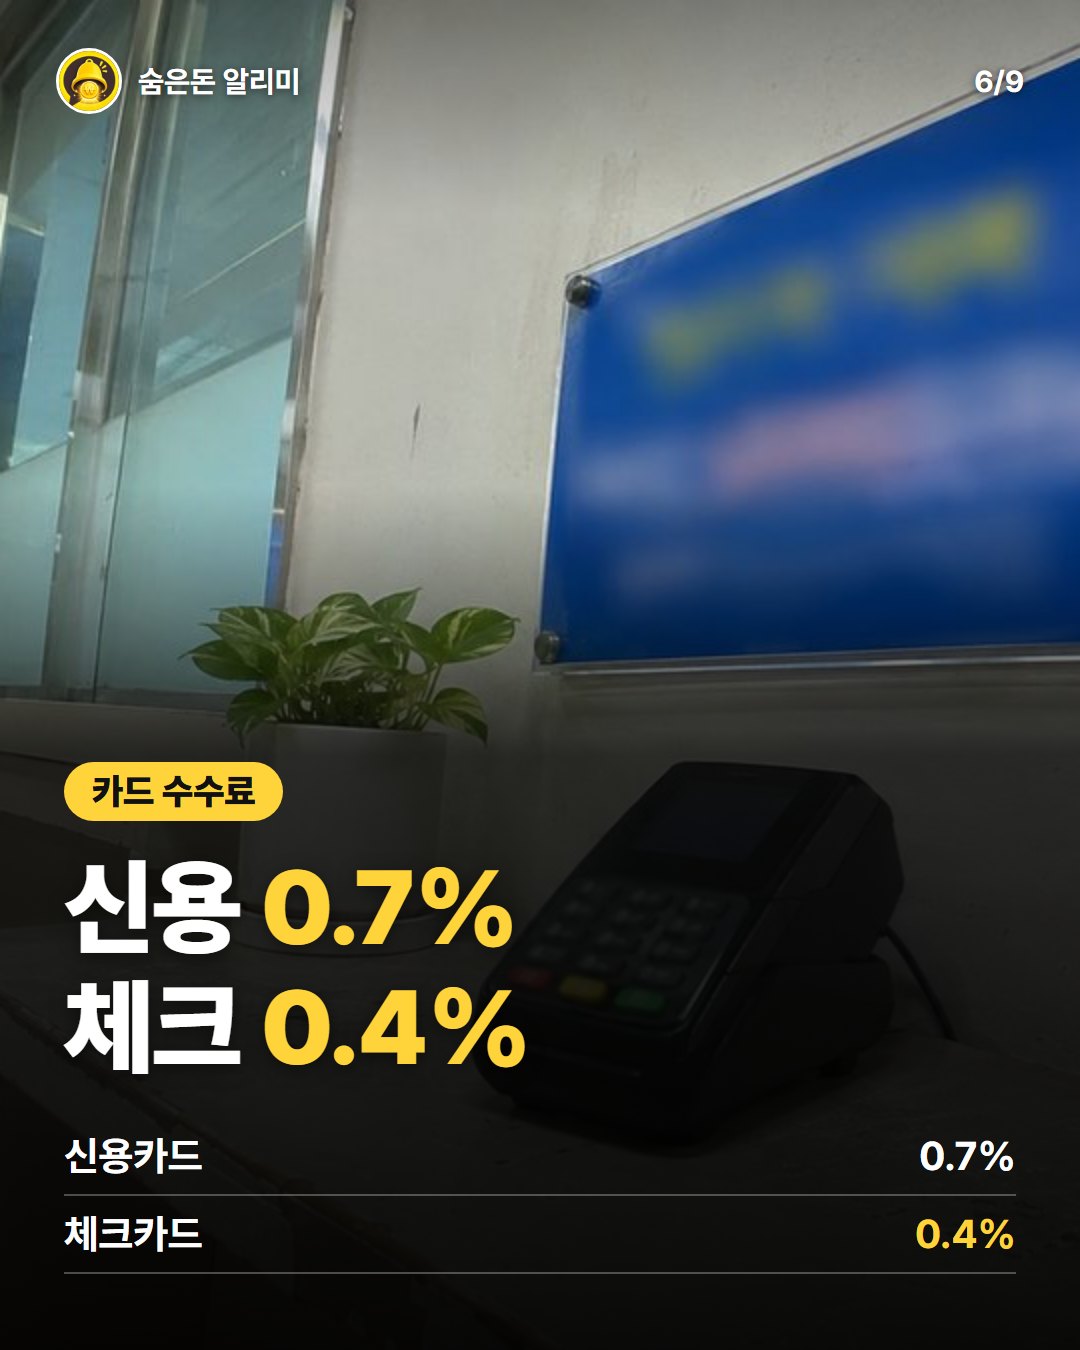 숨은돈 알리미
6/9
카드 수수료
신용 0.7%
체크 0.4%
신용카드 0.7%
체크카드 0.4%